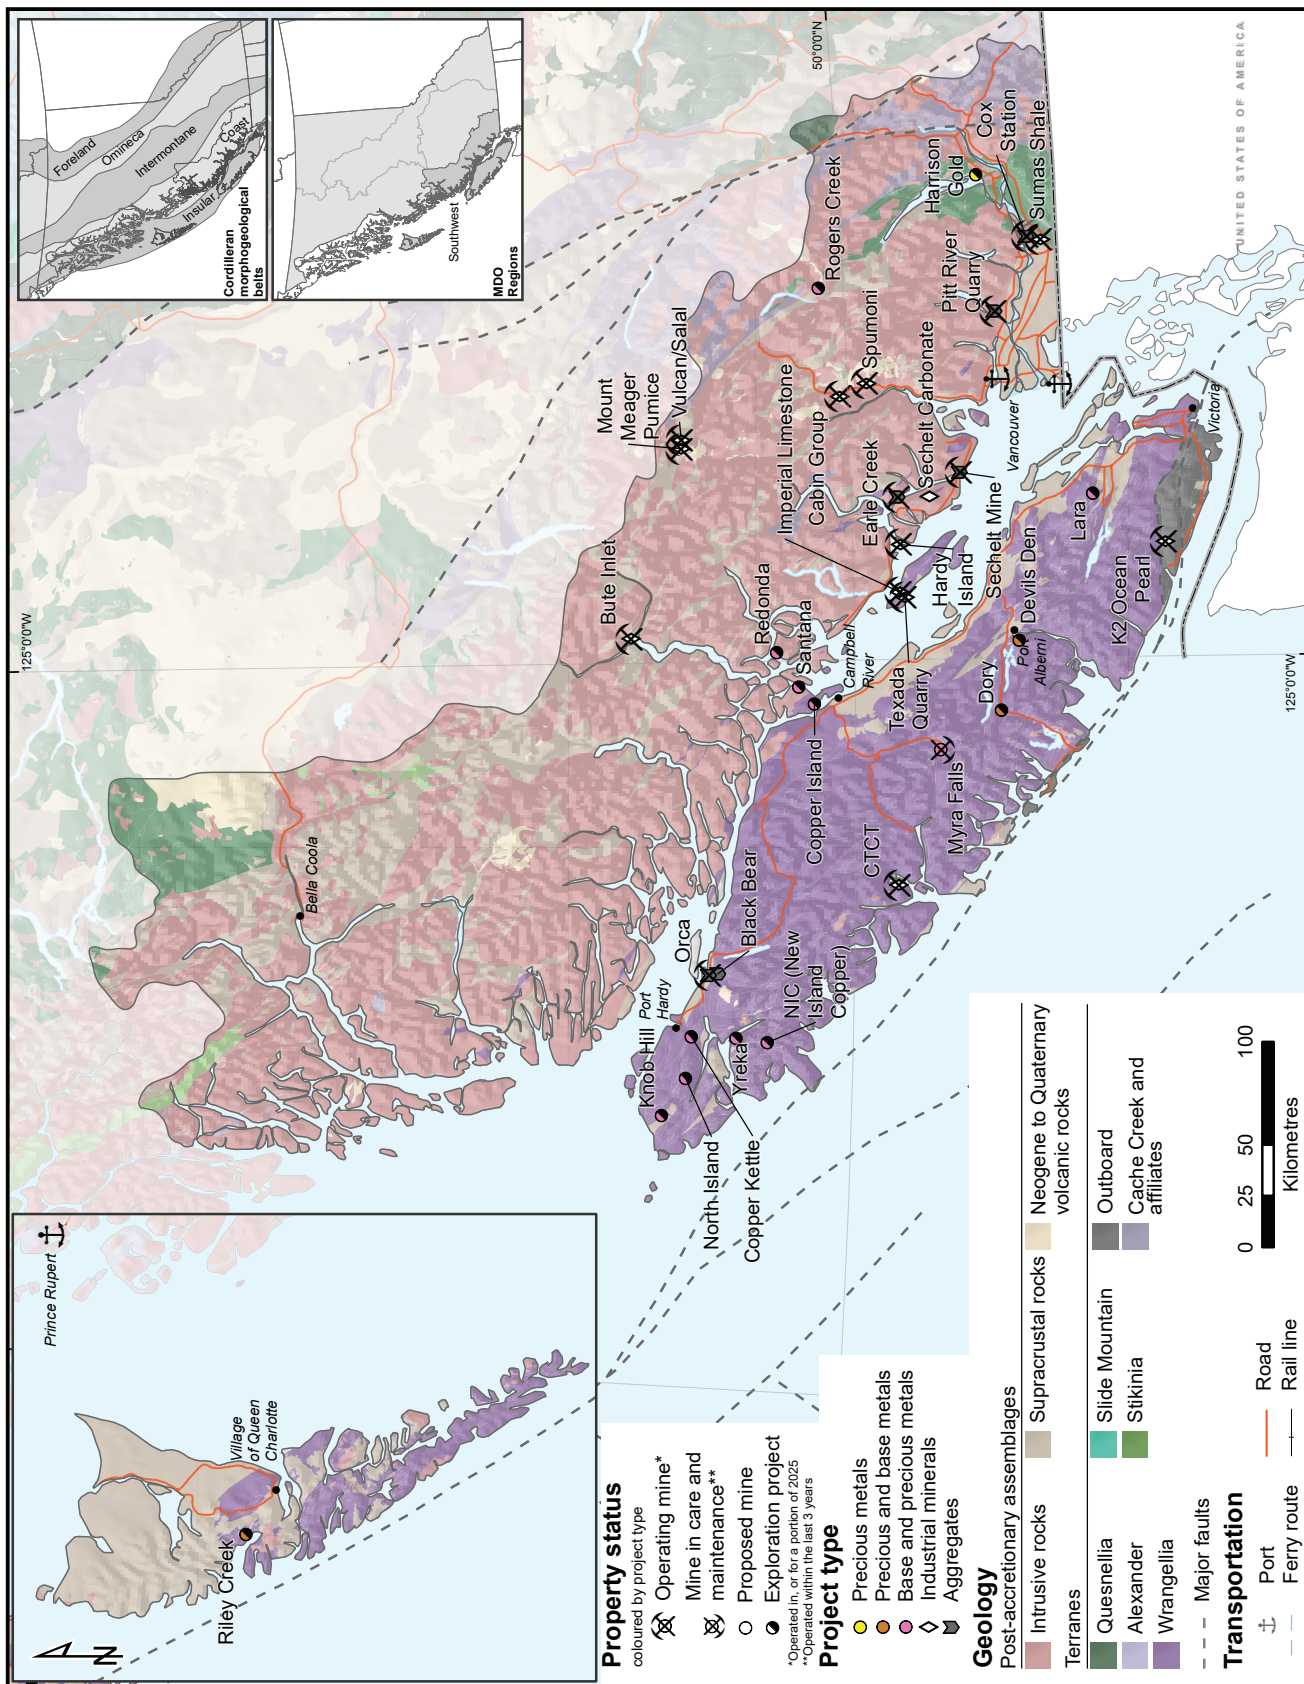 Prince Rupert
Village
of Queen
Charlotte
Riley Creek
N
Foreland
Omineca
Intermontane
Coast
Insular
Cordilleran
morphogeological
belts
Southwest
MDO
Regions
125°0'0"W
50°0'0"N
125°0'0"W
UNITED STATES OF AMERICA
Bella Coola
Bute Inlet
Mount
Meager
Pumice
Vulcan/Salal
Rogers Creek
Harrison
Gold
Cox
Station
Sumas Shale
Pitt River
Quarry
Spumoni
Cabin Group
Imperial Limestone
Earle Creek
Sechelt Carbonate
Sechelt Mine
Hardy
Island
Vancouver
Victoria
Redonda
Santana
Campbell
River
Copper Island
Texada
Quarry
Devils Den
Port
Alberni
Dory
Lara
K2 Ocean
Pearl
Myra Falls
CTCT
Orca
Black Bear
Port
Hardy
Knob Hill
North Island
Copper Kettle
Yreka
NIC (New
Island
Copper)
Property status
coloured by project type
Operating mine*
Mine in care and
maintenance**
Proposed mine
Exploration project
*Operated in, or for a portion of 2025
**Operated within the last 3 years
Project type
Precious metals
Precious and base metals
Base and precious metals
Industrial minerals
Aggregates
Geology
Post-accretionary assemblages
Intrusive rocks
Supracrustal rocks
Neogene to Quaternary
volcanic rocks
Terranes
Quesnellia
Alexander
Wrangellia
Slide Mountain
Stikinia
Outboard
Cache Creek and
affiliates
Major faults
Transportation
Port
Ferry route
Road
Rail line
0 25 50 100
Kilometres